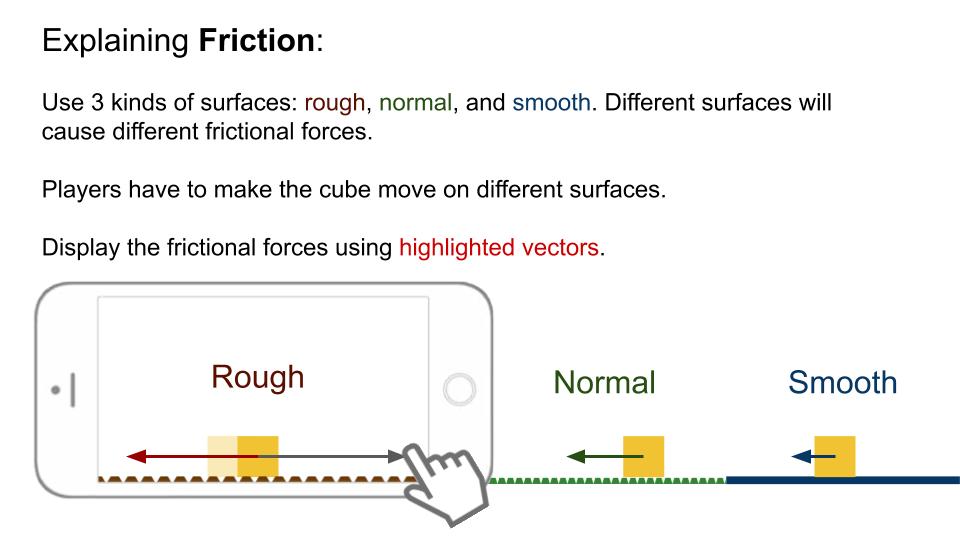 Explaining Friction:
Use 3 kinds of surfaces: rough, normal, and smooth. Different surfaces will
cause different frictional forces.
Players have to make the cube move on different surfaces.
Display the frictional forces using highlighted vectors.
Rough
Normal
Smooth